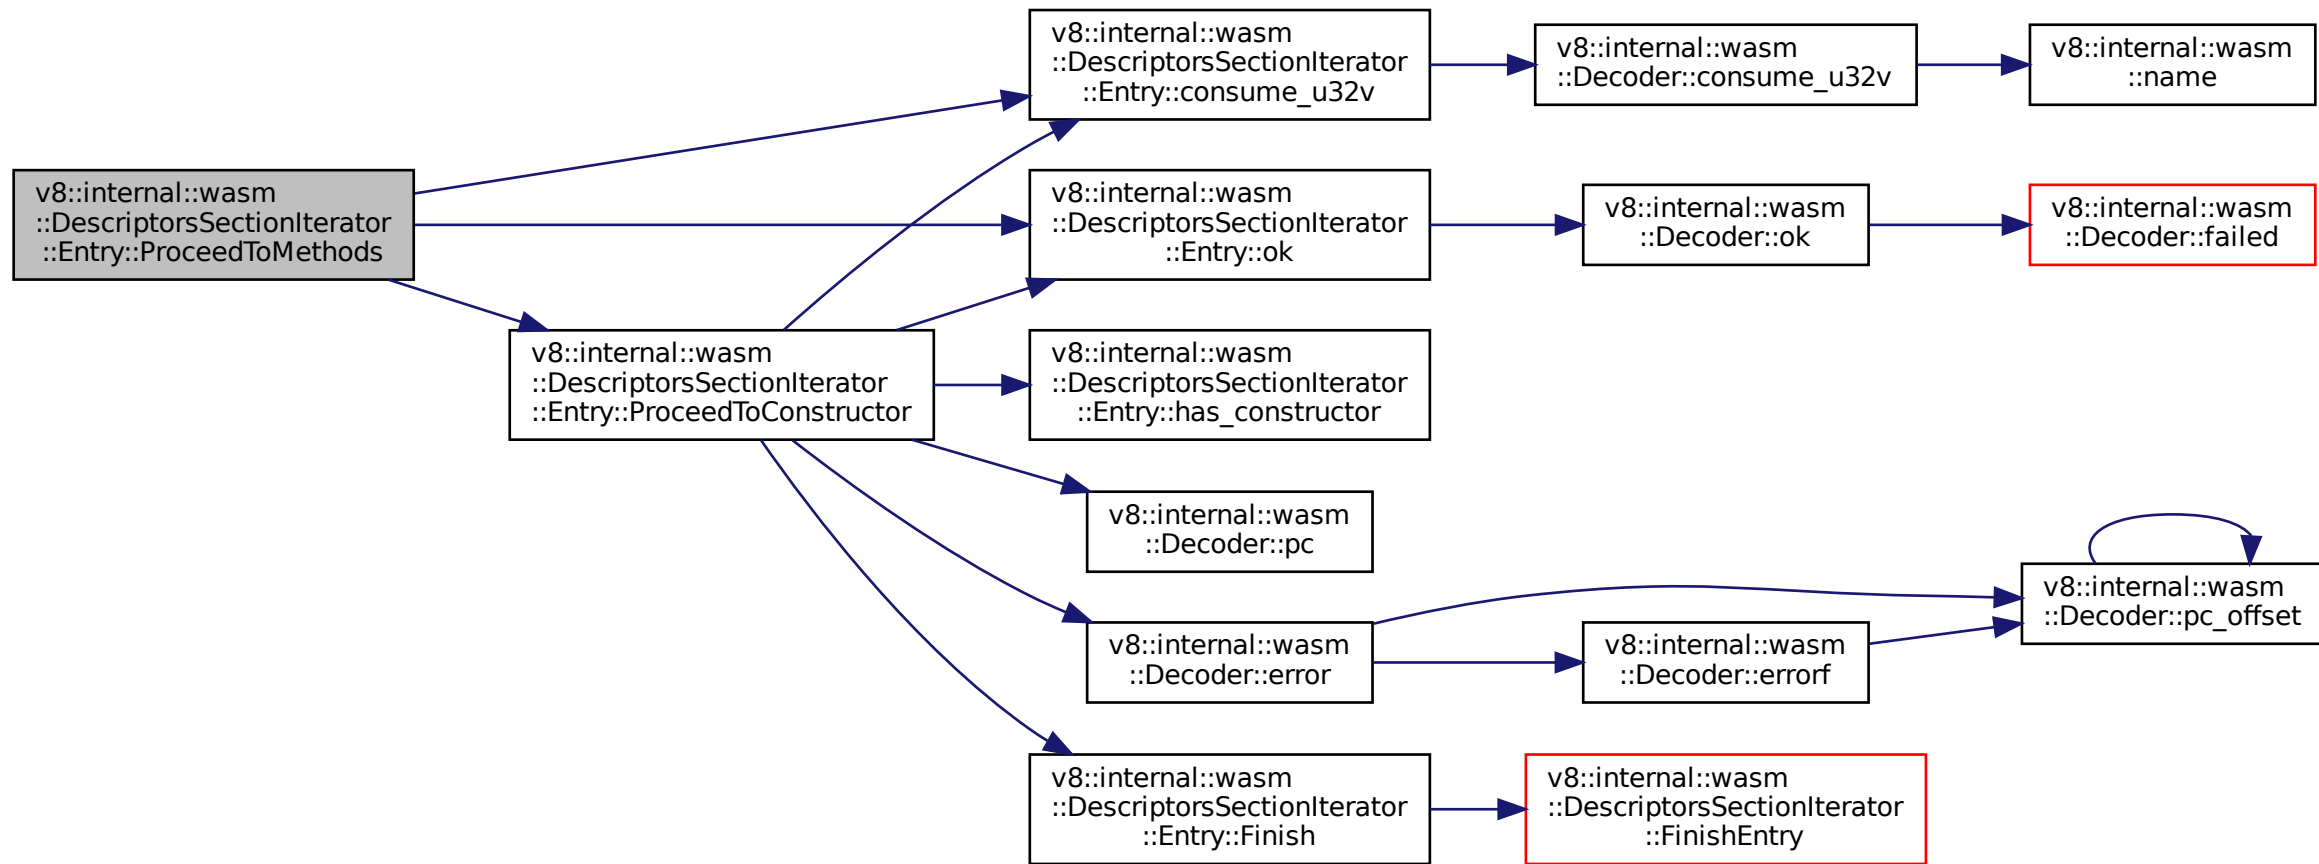 v8::internal::wasm
::DescriptorsSectionIterator
::Entry::ProceedToMethods
v8::internal::wasm
::DescriptorsSectionIterator
::Entry::consume_u32v
v8::internal::wasm
::Decoder::consume_u32v
v8::internal::wasm
::name
v8::internal::wasm
::DescriptorsSectionIterator
::Entry::ok
v8::internal::wasm
::Decoder::ok
v8::internal::wasm
::Decoder::failed
v8::internal::wasm
::DescriptorsSectionIterator
::Entry::ProceedToConstructor
v8::internal::wasm
::DescriptorsSectionIterator
::Entry::has_constructor
v8::internal::wasm
::Decoder::pc
v8::internal::wasm
::Decoder::error
v8::internal::wasm
::Decoder::errorf
v8::internal::wasm
::Decoder::pc_offset
v8::internal::wasm
::DescriptorsSectionIterator
::Entry::Finish
v8::internal::wasm
::DescriptorsSectionIterator
::FinishEntry